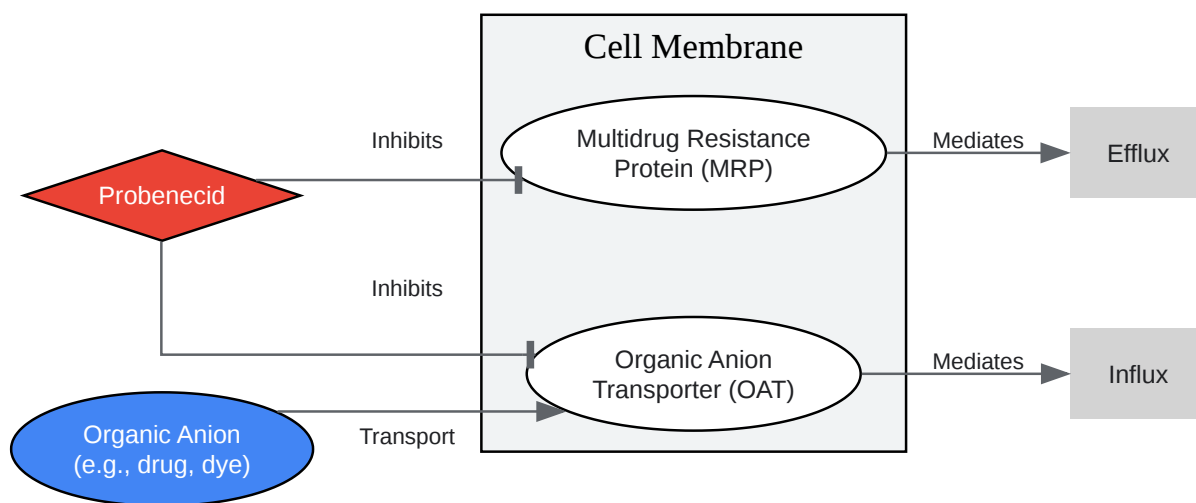 Cell Membrane
Inhibits
Multidrug Resistance
Protein (MRP)
Mediates
Efflux
Probenecid
Inhibits
Organic Anion
Transporter (OAT)
Mediates
Influx
Organic Anion
(e.g., drug, dye)
Transport